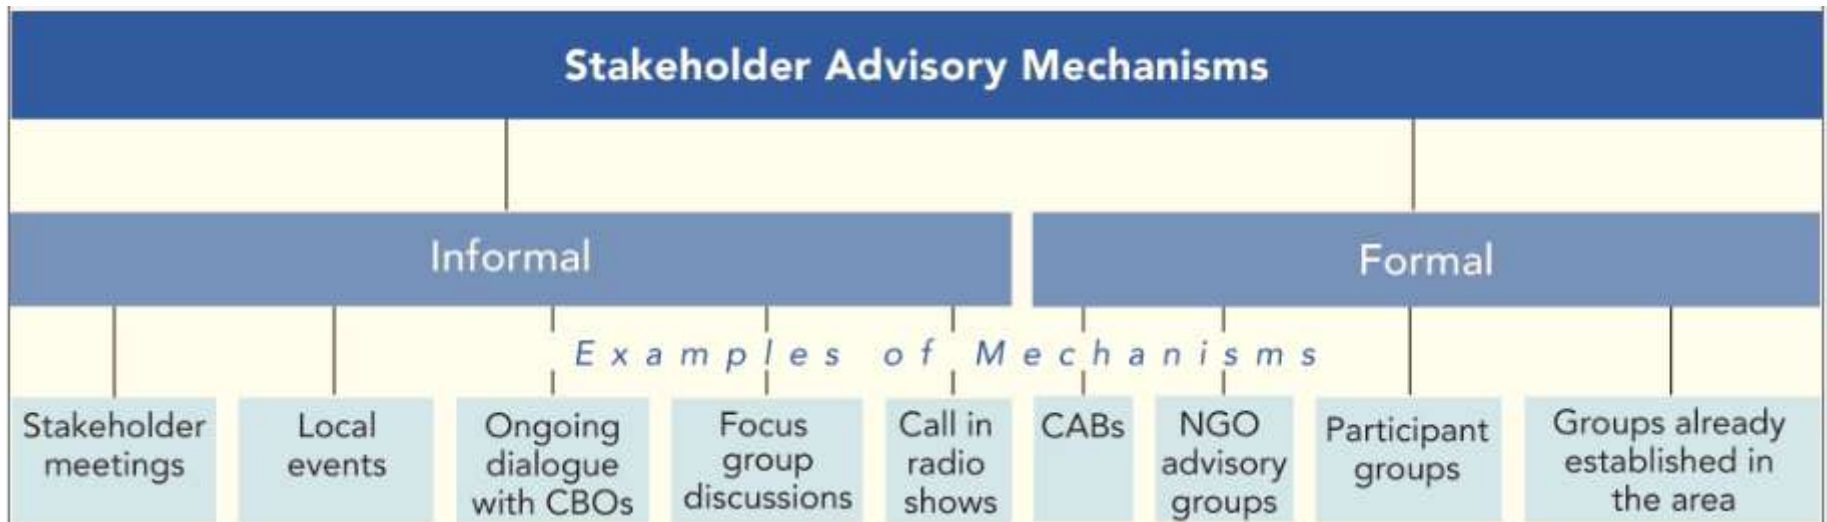 Stakeholder Advisory Mechanisms
Informal
Formal
Examples of Mechanisms
Stakeholder
meetings
Local
events
Ongoing
dialogue
with CBOs
Focus
group
discussions
Call in
radio
shows
CABs
NGO
advisory
groups
Participant
groups
Groups already
established in
the area